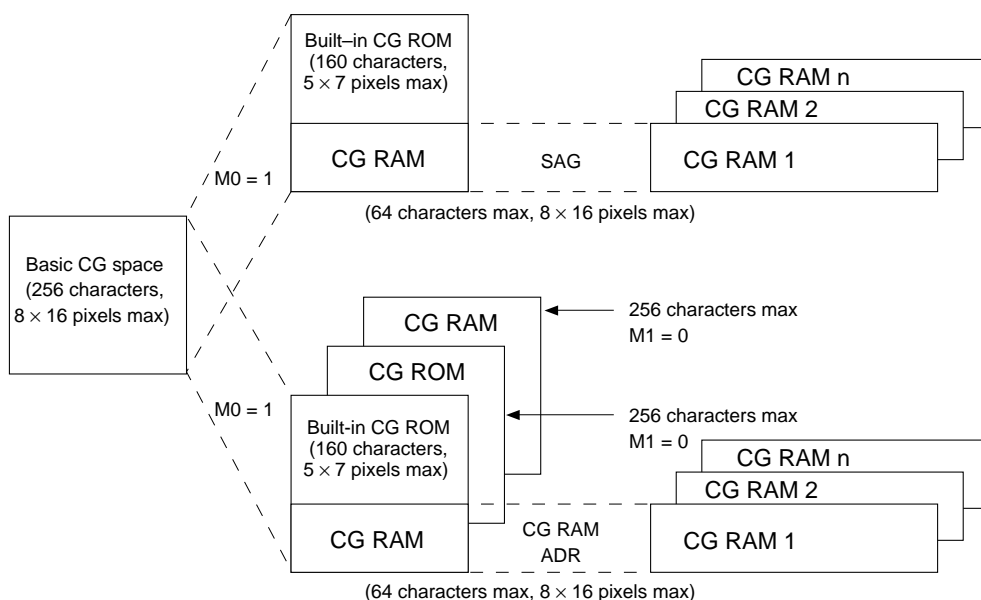 Built–in CG ROM
(160 characters,
5 × 7 pixels max)
CG RAM
M0 = 1
SAG
CG RAM n
CG RAM 2
CG RAM 1
(64 characters max, 8 × 16 pixels max)
Basic CG space
(256 characters,
8 × 16 pixels max)
CG RAM
256 characters max
M1 = 0
CG ROM
M0 = 1
256 characters max
M1 = 0
Built-in CG ROM
(160 characters,
5 × 7 pixels max)
CG RAM
CG RAM
ADR
CG RAM n
CG RAM 2
CG RAM 1
(64 characters max, 8 × 16 pixels max)